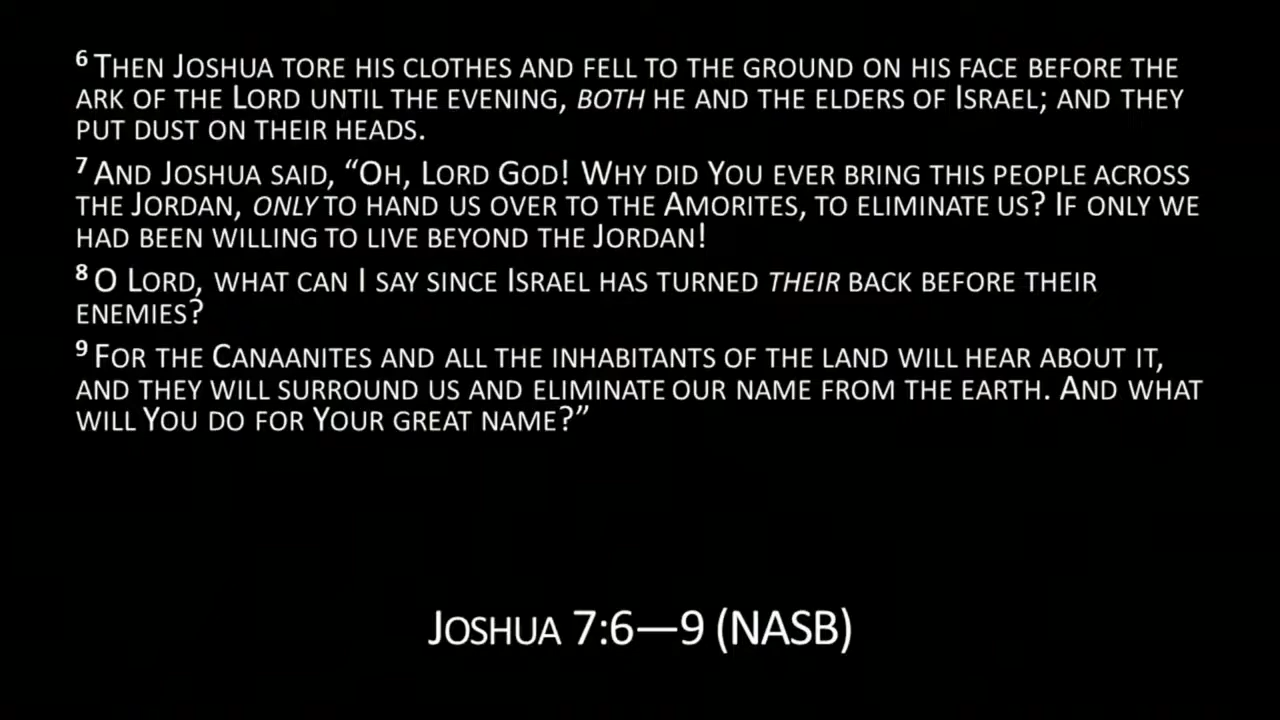 6 Then Joshua tore his clothes and fell to the ground on his face before the
ark of the Lord until the evening, both he and the elders of Israel; and they
put dust on their heads.
7 And Joshua said, “Oh, Lord God! Why did You ever bring this people across
the Jordan, only to hand us over to the Amorites, to eliminate us? If only we
had been willing to live beyond the Jordan!
8 O Lord, what can I say since Israel has turned their back before their
enemies?
9 For the Canaanites and all the inhabitants of the land will hear about it,
and they will surround us and eliminate our name from the earth. And what
will You do for Your great name?”
Joshua 7:6—9 (NASB)